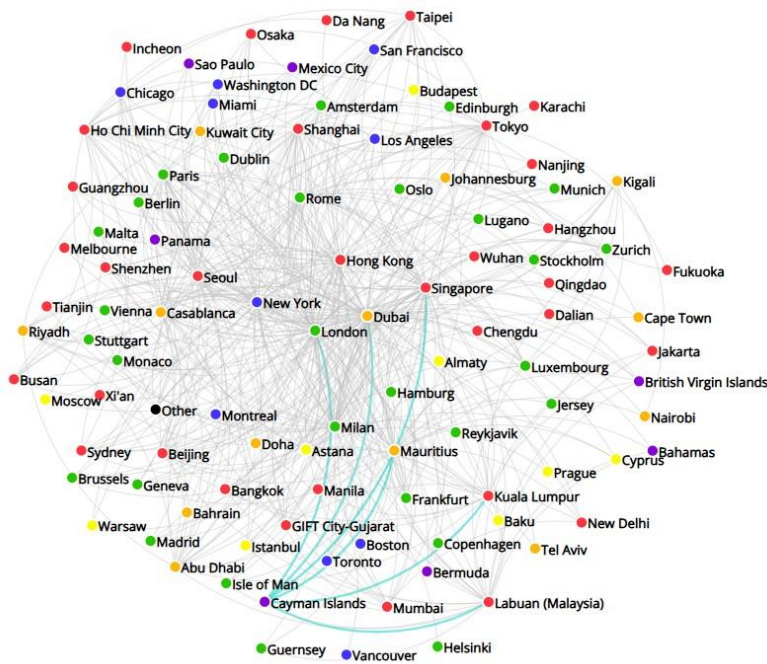 Taipei
Da Nang
Osaka
Incheon
San Francisco
Sao Paulo
Mexico City
Washington DC
Chicago
Budapest
Miami
Amsterdam
Edinburgh
Karachi
Ho Chi Minh City
Kuwait City
Shanghai
Tokyo
Los Angeles
Dublin
Nanjing
Paris
Johannesburg
Kigali
Guangzhou
Oslo
Munich
Berlin
Rome
Lugano
Malta
Hangzhou
Panama
Melbourne
Zurich
Hong Kong
Wuhan
Stockholm
Shenzhen
Fukuoka
Seoul
Singapore
Qingdao
New York
Tianjin
Vienna
Casablanca
Dubai
Dalian
Cape Town
Riyadh
London
Chengdu
Stuttgart
Jakarta
Monaco
Almaty
Luxembourg
Busan
British Virgin Islands
Xi'an
Moscow
Hamburg
Jersey
Other
Montreal
Nairobi
Milan
Reykjavik
Sydney
Beijing
Doha
Astana
Mauritius
Bahamas
Cyprus
Brussels
Geneva
Prague
Bangkok
Manila
Frankfurt
Kuala Lumpur
Bahrain
Warsaw
GIFT City-Gujarat
Baku
New Delhi
Madrid
Istanbul
Boston
Copenhagen
Tel Aviv
Abu Dhabi
Toronto
Bermuda
Isle of Man
Cayman Islands
Mumbai
Labuan (Malaysia)
Guernsey
Vancouver
Helsinki